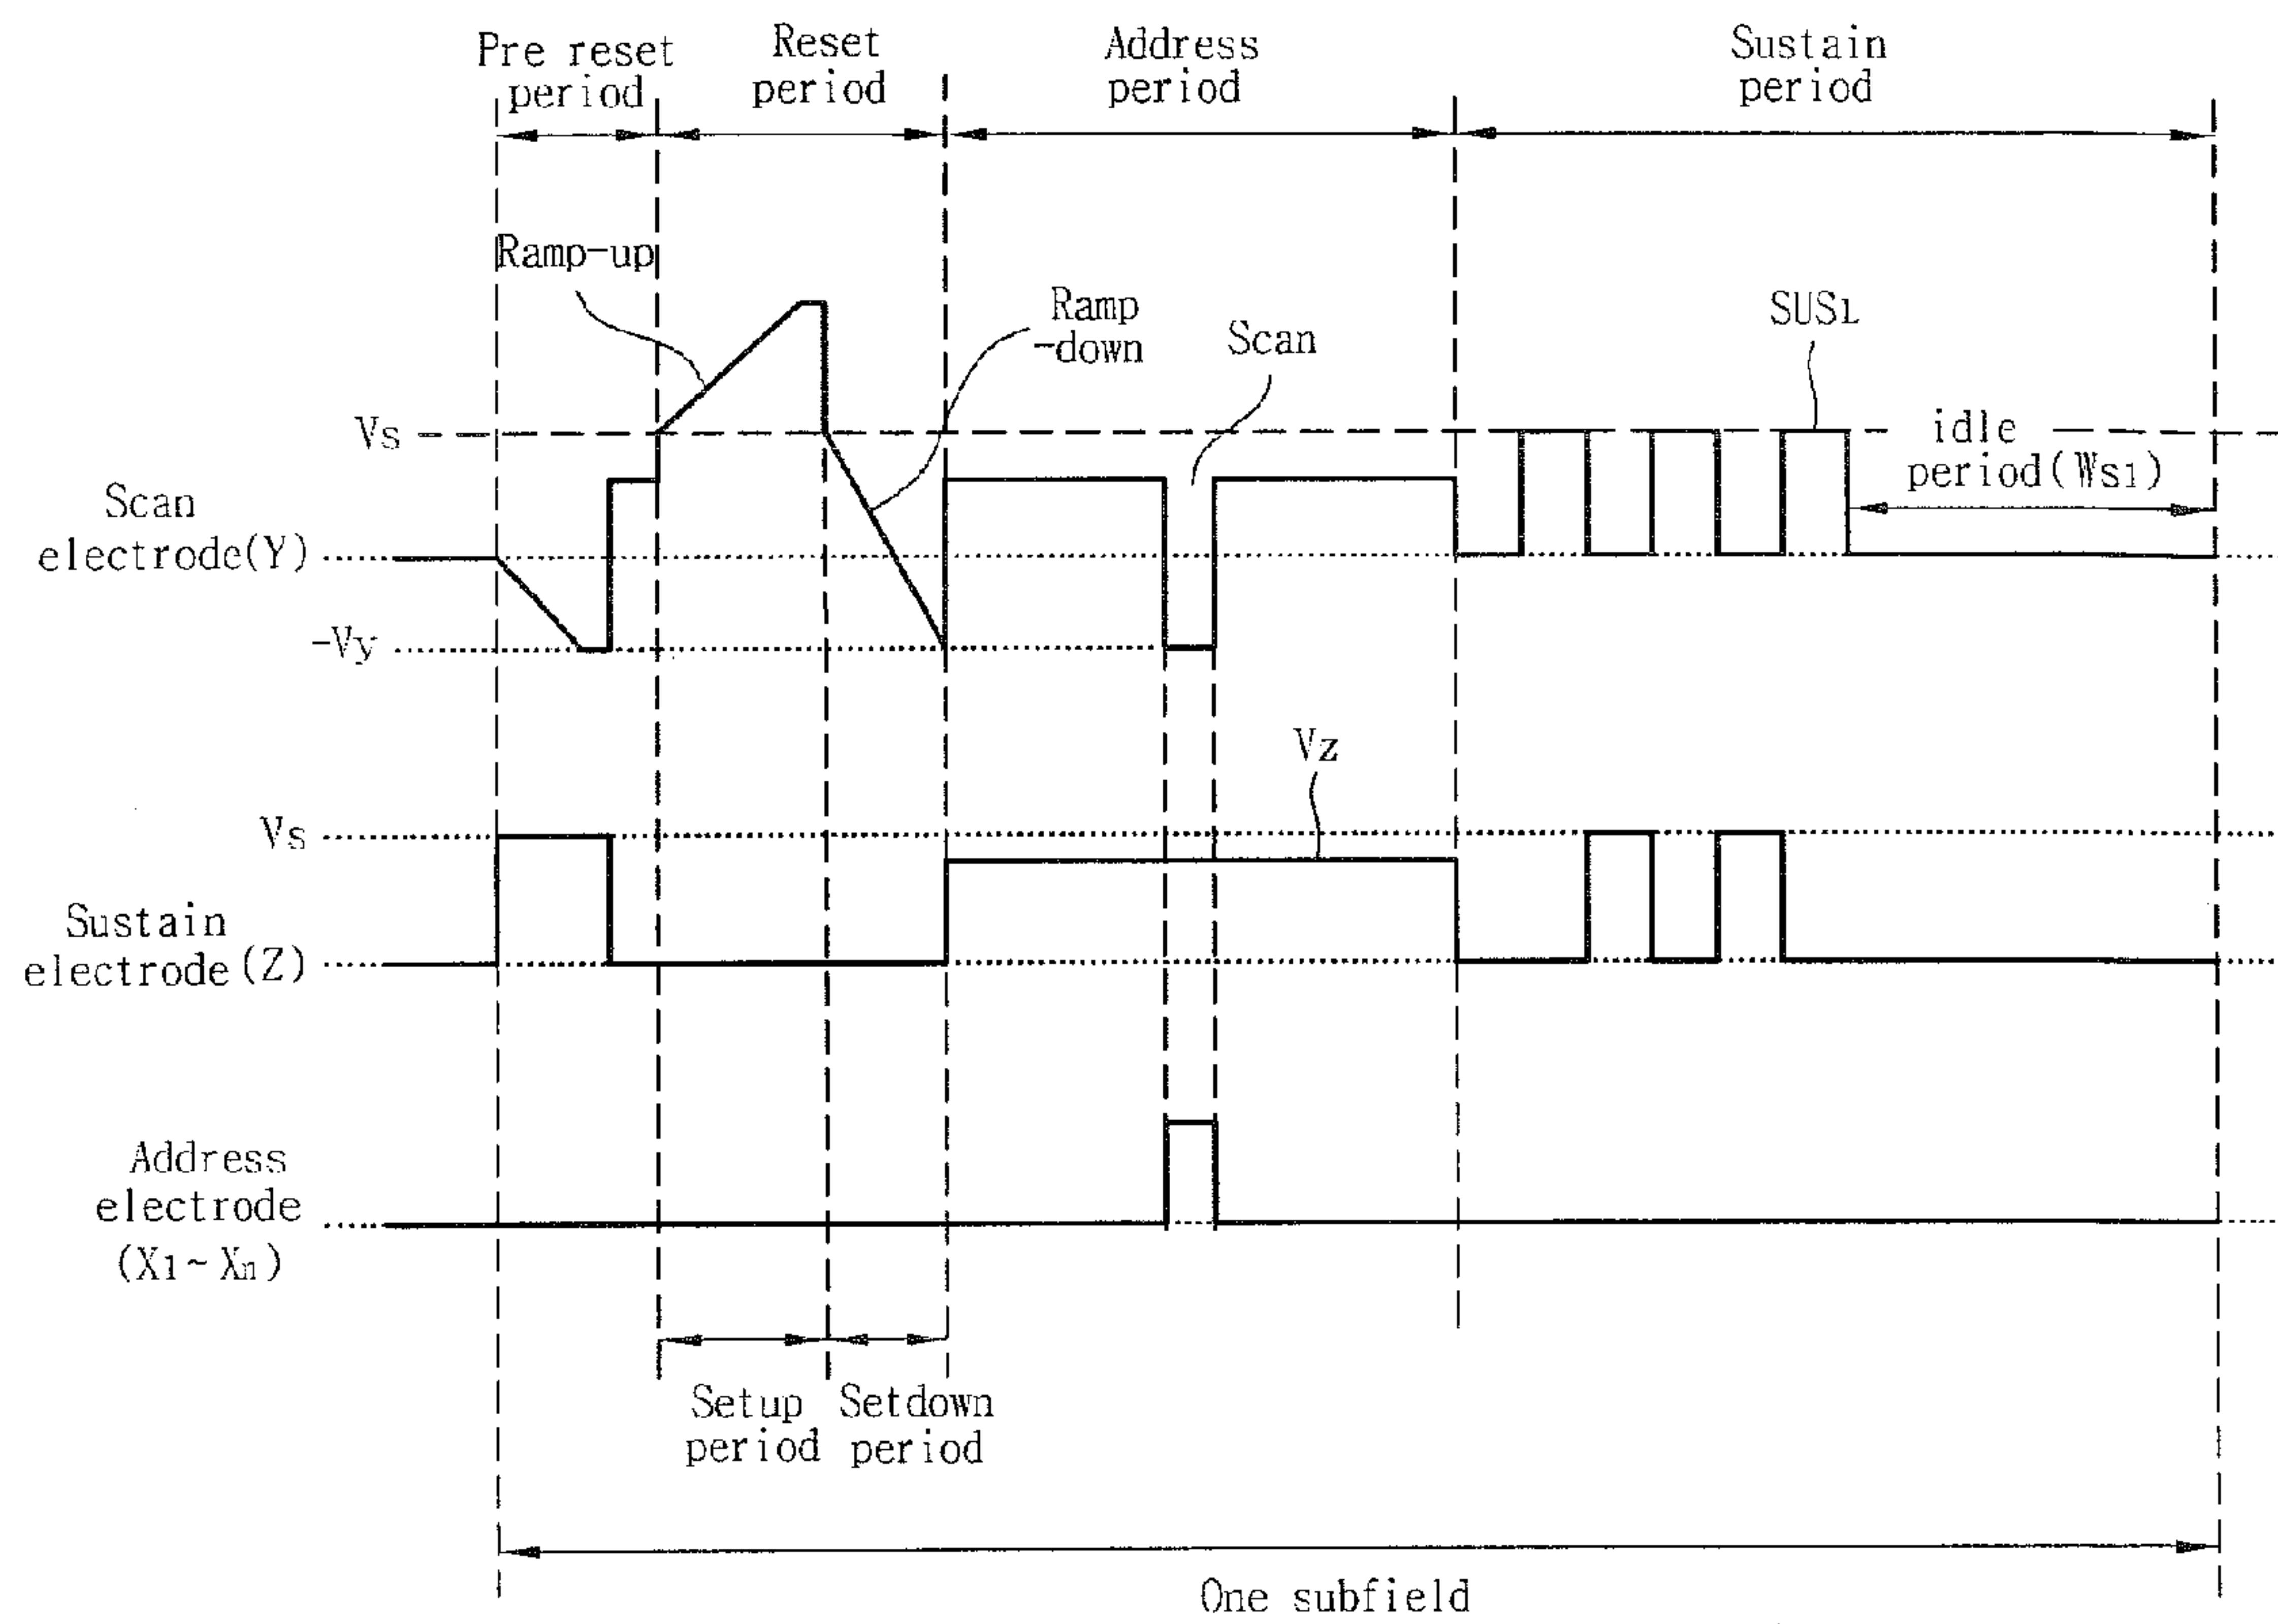 Pre reset
period
Reset
period
Address
period
Sustain
period
Ramp-up
Ramp
-down
Scan
SUSL
Vs
idle
period(Ws1)
Scan
electrode(Y)
-Vy
Vz
Vs
Sustain
electrode(Z)
Address
electrode
(X1~Xn)
Setup
period
Setdown
period
One subfield